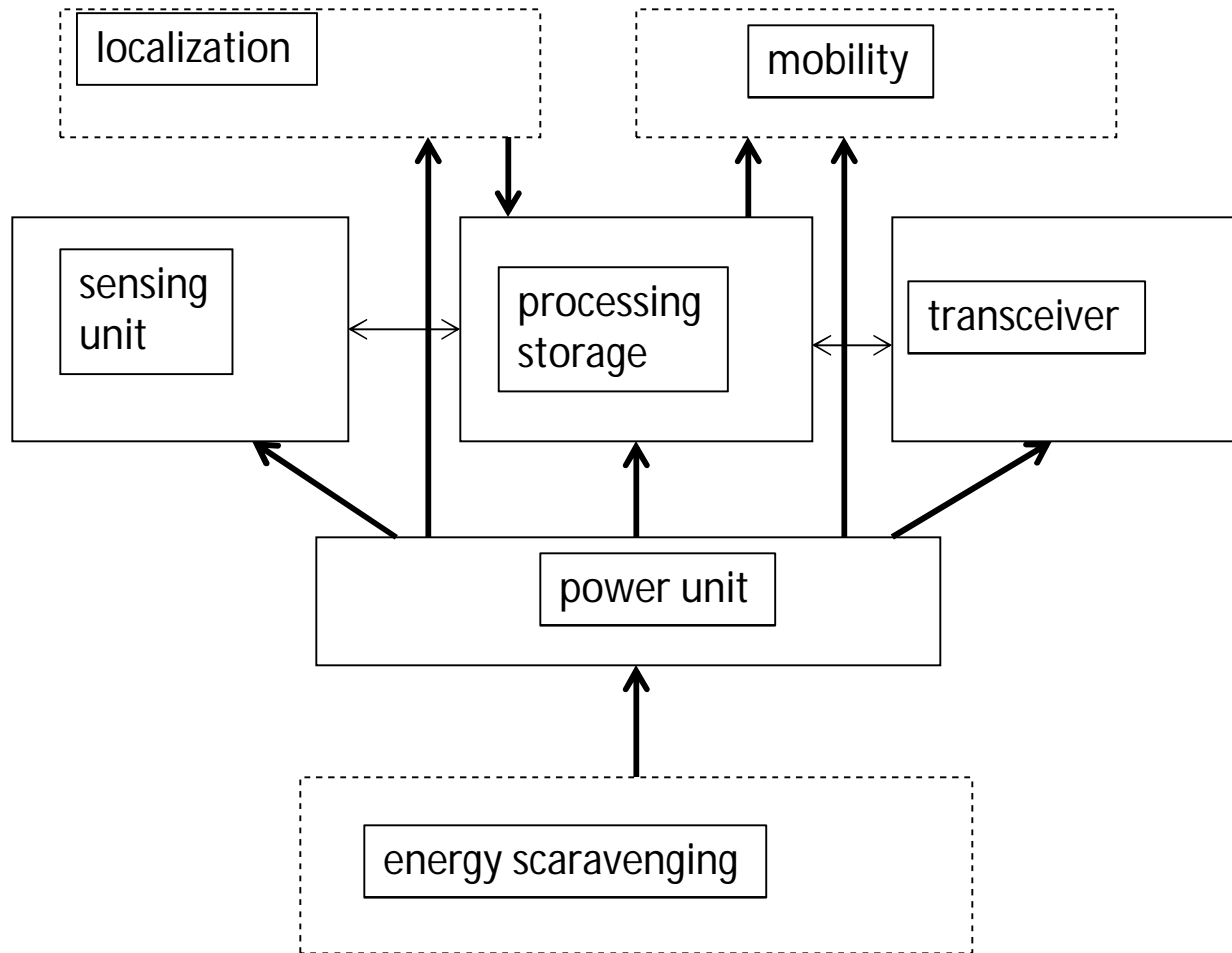 localization
mobility
sensing
unit
processing
storage
transceiver
power unit
energy scaravenging